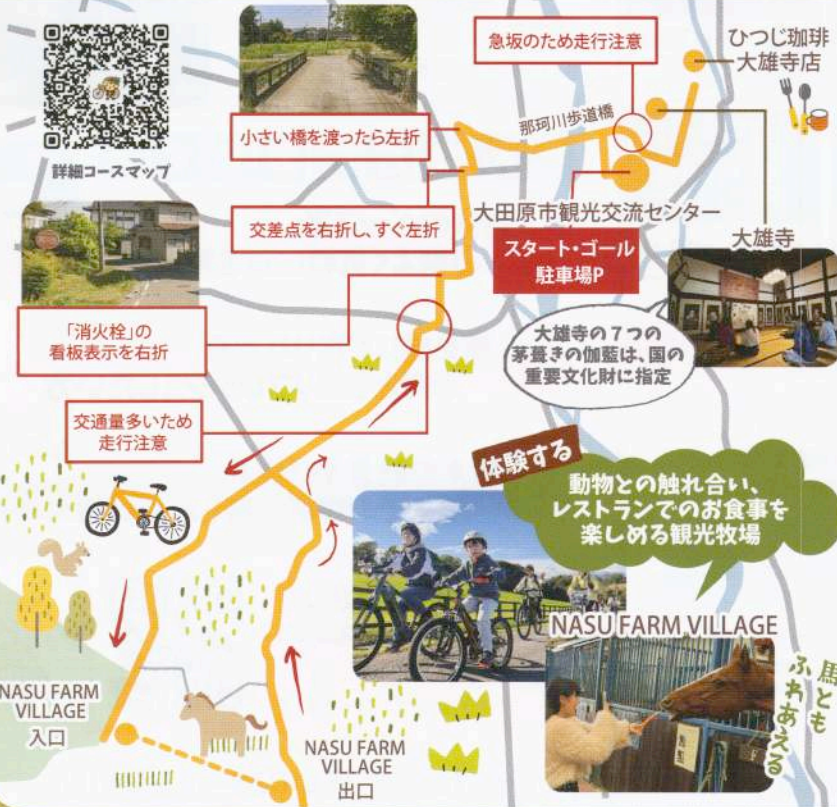 急坂のため走行注意
ひつじ珈琲
大雄寺店
詳細コースマップ
小さい橋を渡ったら左折
那珂川歩道橋
交差点を右折し、すぐ左折
大田原市観光交流センター
スタート・ゴール
駐車場P
大雄寺
「消火栓」の
看板表示を右折
大雄寺の7つの
茅葺きの伽藍は、国の
重要文化財に指定
交通量多いため
走行注意
体験する
動物との触れ合い、
レストランでのお食事を
楽しめる観光牧場
NASU FARM VILLAGE
馬とも
ふれあえる
NASU FARM
VILLAGE
入口
NASU FARM
VILLAGE
出口